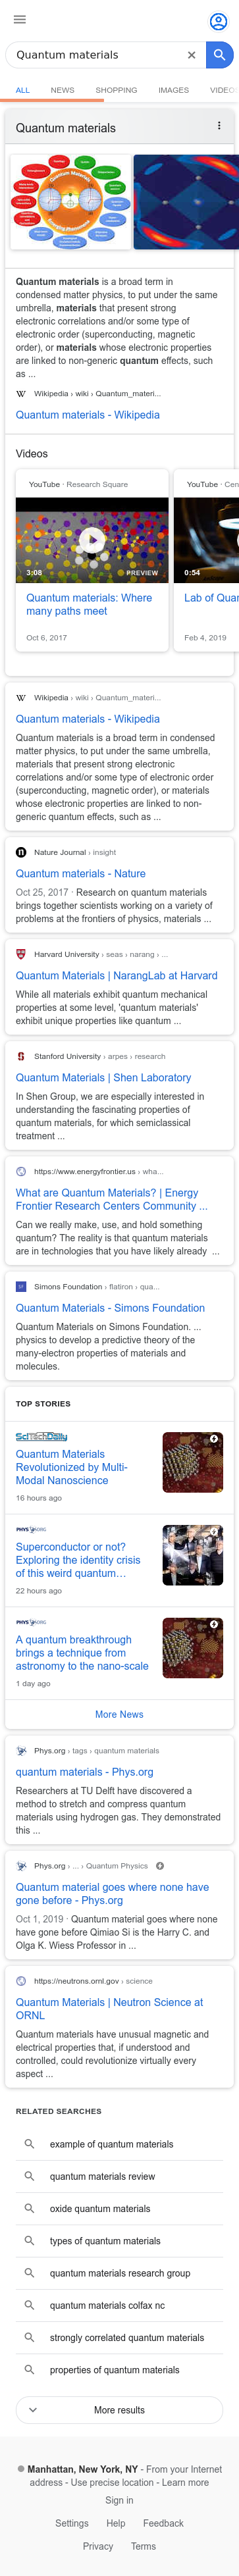 Quantum materials
ALL NEWS SHOPPING IMAGES VIDEO
Quantum materials
Quantum materials is a broad term in
condensed matter physics, to put under the same
umbrella, materials that present strong
electronic correlations and/or some type of
electronic order (superconducting, magnetic
order), or materials whose electronic properties
are linked to non-generic quantum effects, such
as ...
Wikipedia › wiki › Quantum_materi...
Quantum materials - Wikipedia
Videos
YouTube · Research Square
3:08 PREVIEW
Quantum materials: Where
many paths meet
Oct 6, 2017
YouTube · Cen
0:54
Lab of Quan
Feb 4, 2019
Wikipedia › wiki › Quantum_materi...
Quantum materials - Wikipedia
Quantum materials is a broad term in condensed
matter physics, to put under the same umbrella,
materials that present strong electronic
correlations and/or some type of electronic order
(superconducting, magnetic order), or materials
whose electronic properties are linked to non-
generic quantum effects, such as ...
Nature Journal › insight
Quantum materials - Nature
Oct 25, 2017 · Research on quantum materials
brings together scientists working on a variety of
problems at the frontiers of physics, materials ...
Harvard University › seas › narang › ...
Quantum Materials | NarangLab at Harvard
While all materials exhibit quantum mechanical
properties at some level, 'quantum materials'
exhibit unique properties like quantum ...
Stanford University › arpes › research
Quantum Materials | Shen Laboratory
In Shen Group, we are especially interested in
understanding the fascinating properties of
quantum materials, for which semiclassical
treatment ...
https://www.energyfrontier.us › wha...
What are Quantum Materials? | Energy
Frontier Research Centers Community ...
Can we really make, use, and hold something
quantum? The reality is that quantum materials
are in technologies that you have likely already ...
Simons Foundation › flatiron › qua...
Quantum Materials - Simons Foundation
Quantum Materials on Simons Foundation. ...
physics to develop a predictive theory of the
many-electron properties of materials and
molecules.
TOP STORIES
SciTechDaily
Quantum Materials
Revolutionized by Multi-
Modal Nanoscience
16 hours ago
PHYS
Superconductor or not?
Exploring the identity crisis
of this weird quantum...
22 hours ago
PHYS
A quantum breakthrough
brings a technique from
astronomy to the nano-scale
1 day ago
More News
Phys.org › tags › quantum materials
quantum materials - Phys.org
Researchers at TU Delft have discovered a
method to stretch and compress quantum
materials using hydrogen gas. They demonstrated
this ...
Phys.org › ... › Quantum Physics
Quantum material goes where none have
gone before - Phys.org
Oct 1, 2019 · Quantum material goes where none
have gone before Qimiao Si is the Harry C. and
Olga K. Wiess Professor in ...
https://neutrons.ornl.gov › science
Quantum Materials | Neutron Science at
ORNL
Quantum materials have unusual magnetic and
electrical properties that, if understood and
controlled, could revolutionize virtually every
aspect ...
RELATED SEARCHES
example of quantum materials
quantum materials review
oxide quantum materials
types of quantum materials
quantum materials research group
quantum materials colfax nc
strongly correlated quantum materials
properties of quantum materials
More results
Manhattan, New York, NY - From your Internet
address - Use precise location - Learn more
Sign in
Settings Help Feedback
Privacy Terms